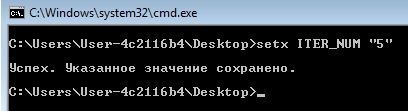 C:\Windows\system32\cmd.exe
C:\Users\User-4c2116b4\Desktop>setx ITER_NUM "5"
Успех. Указанное значение сохранено.
C:\Users\User-4c2116b4\Desktop>_